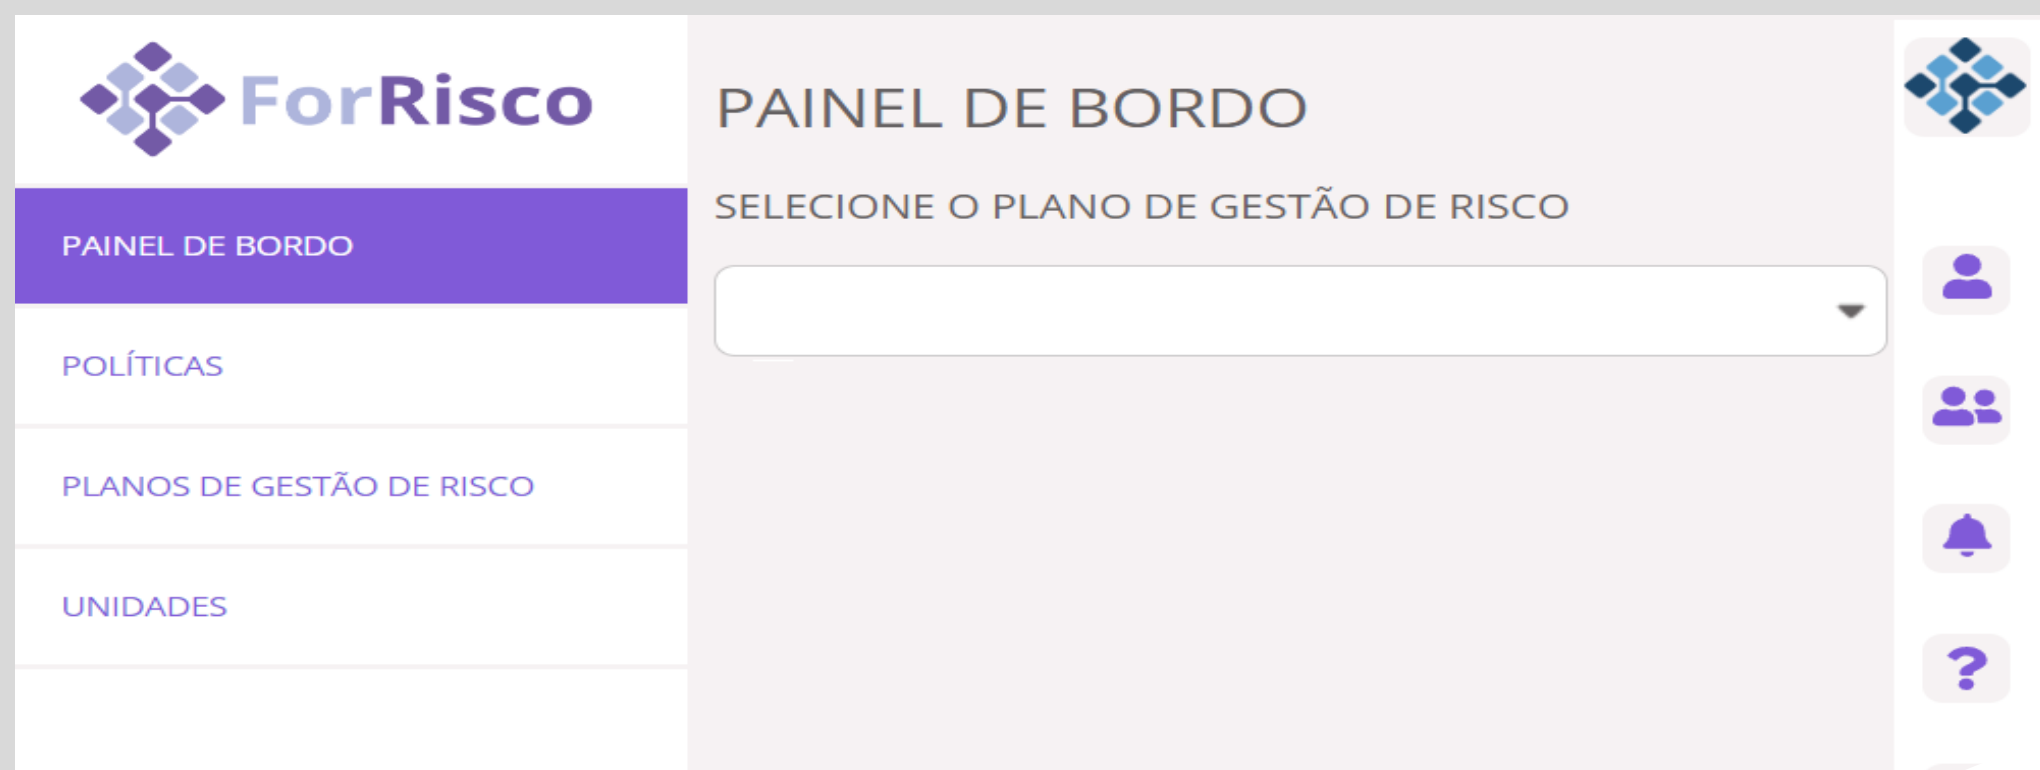 ForRisco
PAINEL DE BORDO
POLÍTICAS
PLANOS DE GESTÃO DE RISCO
UNIDADES
PAINEL DE BORDO
SELECIONE O PLANO DE GESTÃO DE RISCO
?